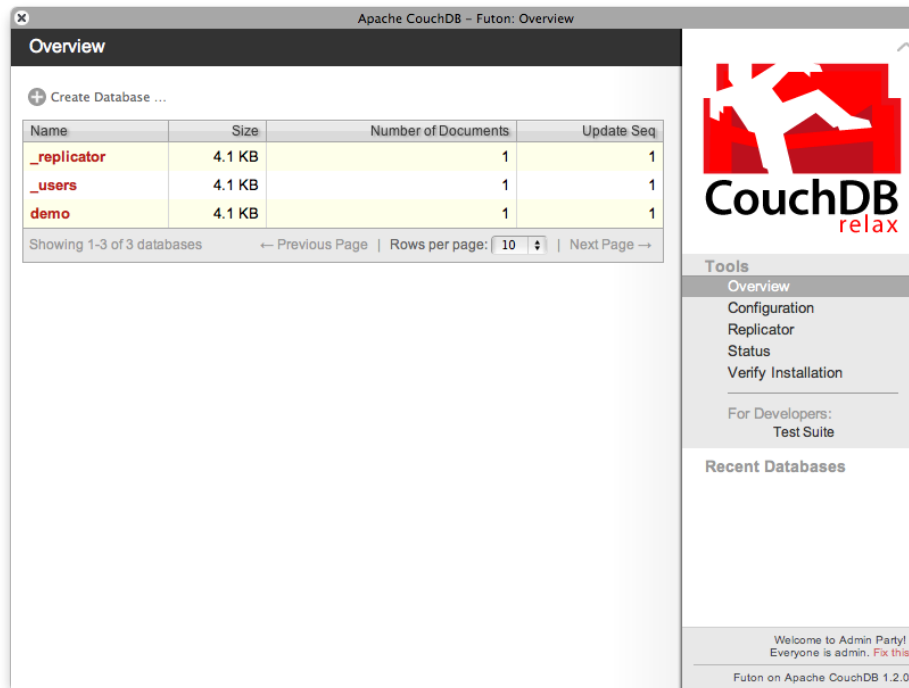 Apache CouchDB – Futon: Overview
Overview
Create Database ...
Name Size Number of Documents Update Seq
_replicator 4.1 KB 1 1
_users 4.1 KB 1 1
demo 4.1 KB 1 1
Showing 1-3 of 3 databases ← Previous Page | Rows per page: 10 | Next Page →
CouchDB
relax
Tools
Overview
Configuration
Replicator
Status
Verify Installation
For Developers:
Test Suite
Recent Databases
Welcome to Admin Party!
Everyone is admin. Fix this
Futon on Apache CouchDB 1.2.0